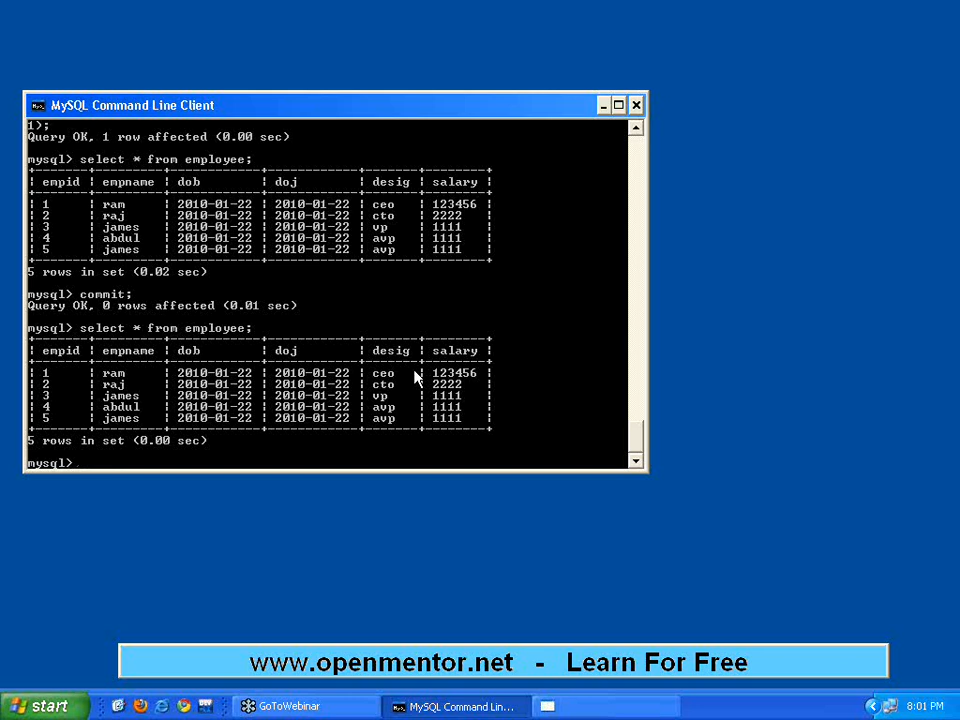 MySQL Command Line Client
1);
Query OK, 1 row affected (0.00 sec)
mysql> select * from employee;
+-------+---------+------------+------------+-------+--------+
| empid | empname | dob | doj | desig | salary |
+-------+---------+------------+------------+-------+--------+
| 1 | ram | 2010-01-22 | 2010-01-22 | ceo | 123456 |
| 2 | raj | 2010-01-22 | 2010-01-22 | cto | 2222 |
| 3 | james | 2010-01-22 | 2010-01-22 | vp | 1111 |
| 4 | abdul | 2010-01-22 | 2010-01-22 | avp | 1111 |
| 5 | james | 2010-01-22 | 2010-01-22 | avp | 1111 |
+-------+---------+------------+------------+-------+--------+
5 rows in set (0.02 sec)
mysql> commit;
Query OK, 0 rows affected (0.01 sec)
mysql> select * from employee;
+-------+---------+------------+------------+-------+--------+
| empid | empname | dob | doj | desig | salary |
+-------+---------+------------+------------+-------+--------+
| 1 | ram | 2010-01-22 | 2010-01-22 | ceo | 123456 |
| 2 | raj | 2010-01-22 | 2010-01-22 | cto | 2222 |
| 3 | james | 2010-01-22 | 2010-01-22 | vp | 1111 |
| 4 | abdul | 2010-01-22 | 2010-01-22 | avp | 1111 |
| 5 | james | 2010-01-22 | 2010-01-22 | avp | 1111 |
+-------+---------+------------+------------+-------+--------+
5 rows in set (0.00 sec)
mysql>
www.openmentor.net - Learn For Free
start GoToWebinar MySQL Command Lin... 8:01 PM